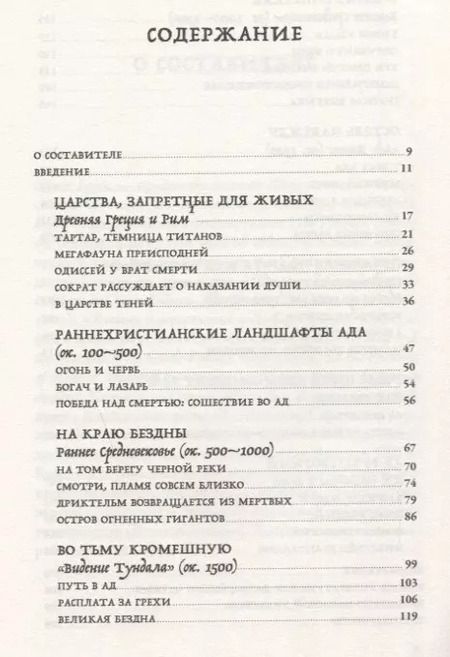 СОДЕРЖАНИЕ
О СОСТАВИТЕЛЕ 9
ВВЕДЕНИЕ 11
ЦАРСТВА, ЗАПРЕТНЫЕ ДЛЯ ЖИВЫХ
Древняя Греция и Рим 17
ТАРТАР, ТЕМНИЦА ТИТАНОВ 21
МЕГАФАУНА ПРЕИСПОДНЕЙ 26
ОДИССЕЙ У ВРАТ СМЕРТИ 29
СОКРАТ РАССУЖДАЕТ О НАКАЗАНИИ ДУШИ 33
В ЦАРСТВЕ ТЕНЕЙ 36
РАННЕХРИСТИАНСКИЕ ЛАНДШАФТЫ АДА
(ок. 100~500) 47
ОГОНЬ И ЧЕРВЬ 50
БОГАЧ И ЛАЗАРЬ 54
ПОБЕДА НАД СМЕРТЬЮ: СОШЕСТВИЕ ВО АД 56
НА КРАЮ БЕЗДНЫ
Раннее Средневековье (ок. 500~1000) 67
НА ТОМ БЕРЕГУ ЧЕРНОЙ РЕКИ 70
СМОТРИ, ПЛАМЯ СОВСЕМ БЛИЗКО 74
ДРИКТЕЛЬМ ВОЗВРАЩАЕТСЯ ИЗ МЕРТВЫХ 79
ОСТРОВ ОГНЕННЫХ ГИГАНТОВ 86
ВО ТЬМУ КРОМЕШНУЮ
«Видение Тундала» (ок. 1500) 99
ПУТЬ В АД 103
РАСПЛАТА ЗА ГРЕХИ 106
ВЕЛИКАЯ БЕЗДНА 119